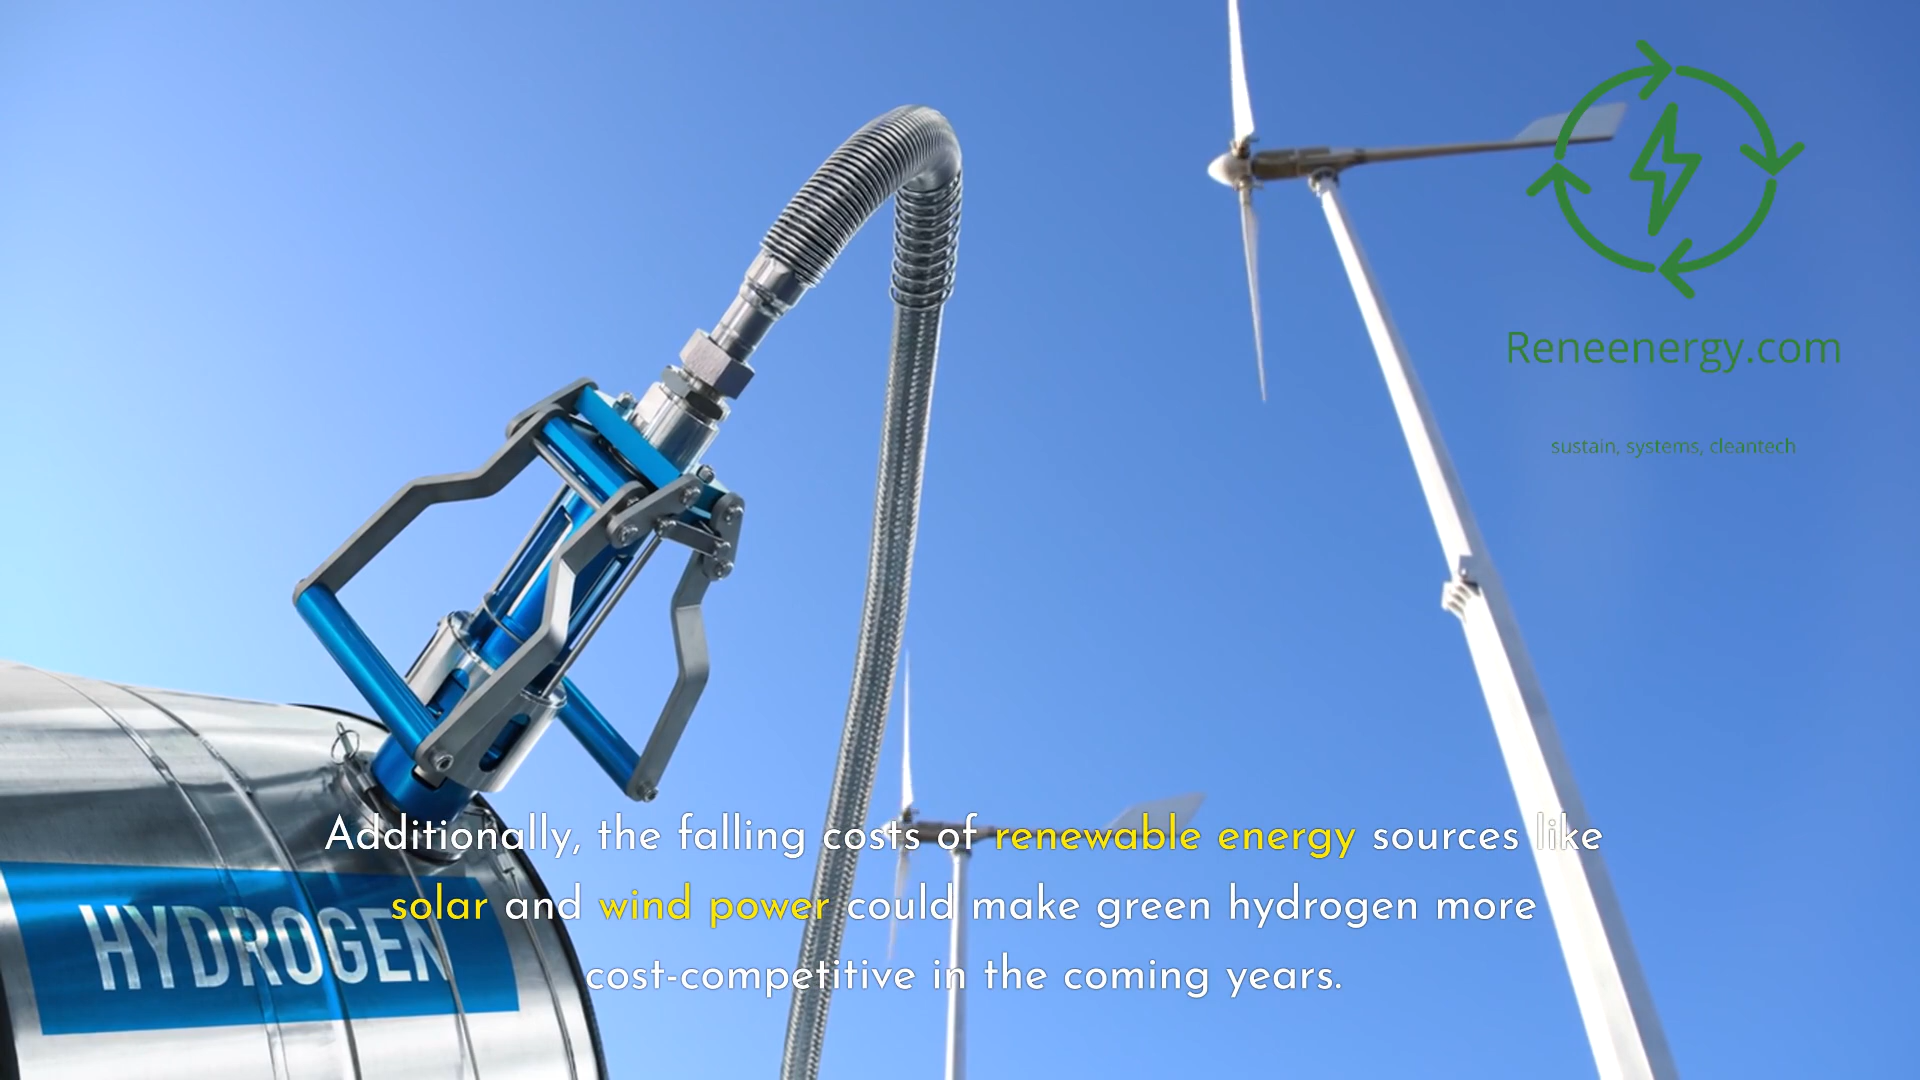 Reneenergy.com
sustain, systems, cleantech
Additionally, the falling costs of renewable energy sources like
solar and wind power could make green hydrogen more
cost-competitive in the coming years.
HYDROGEN